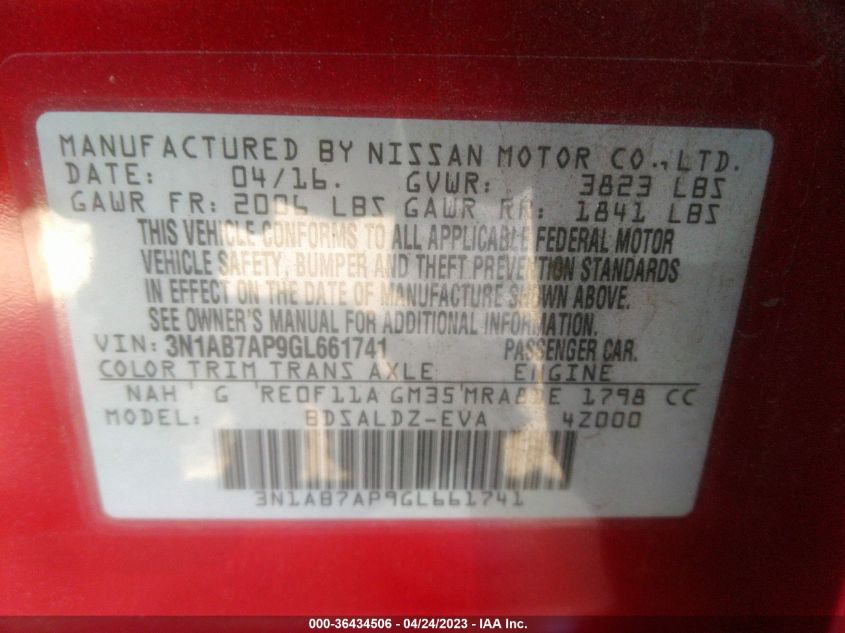 MANUFACTURED BY NISSAN MOTOR CO., LTD.
DATE: 04/16. GVWR: 3823 LBS
GAWR FR: 2006 LBS GAWR RR: 1841 LBS
THIS VEHICLE CONFORMS TO ALL APPLICABLE FEDERAL MOTOR
VEHICLE SAFETY, BUMPER AND THEFT PREVENTION STANDARDS
IN EFFECT ON THE DATE OF MANUFACTURE SHOWN ABOVE.
SEE OWNER'S MANUAL FOR ADDITIONAL INFORMATION.
VIN: 3N1AB7AP9GL661741 PASSENGER CAR.
COLOR TRIM TRANS AXLE ENGINE
NAH G RE0F11A GM35 MRA8DE 1798 CC
MODEL: BDSALDZ-EVA 4Z000
3N1AB7AP9GL661741
000-36434506 - 04/24/2023 - IAA Inc.